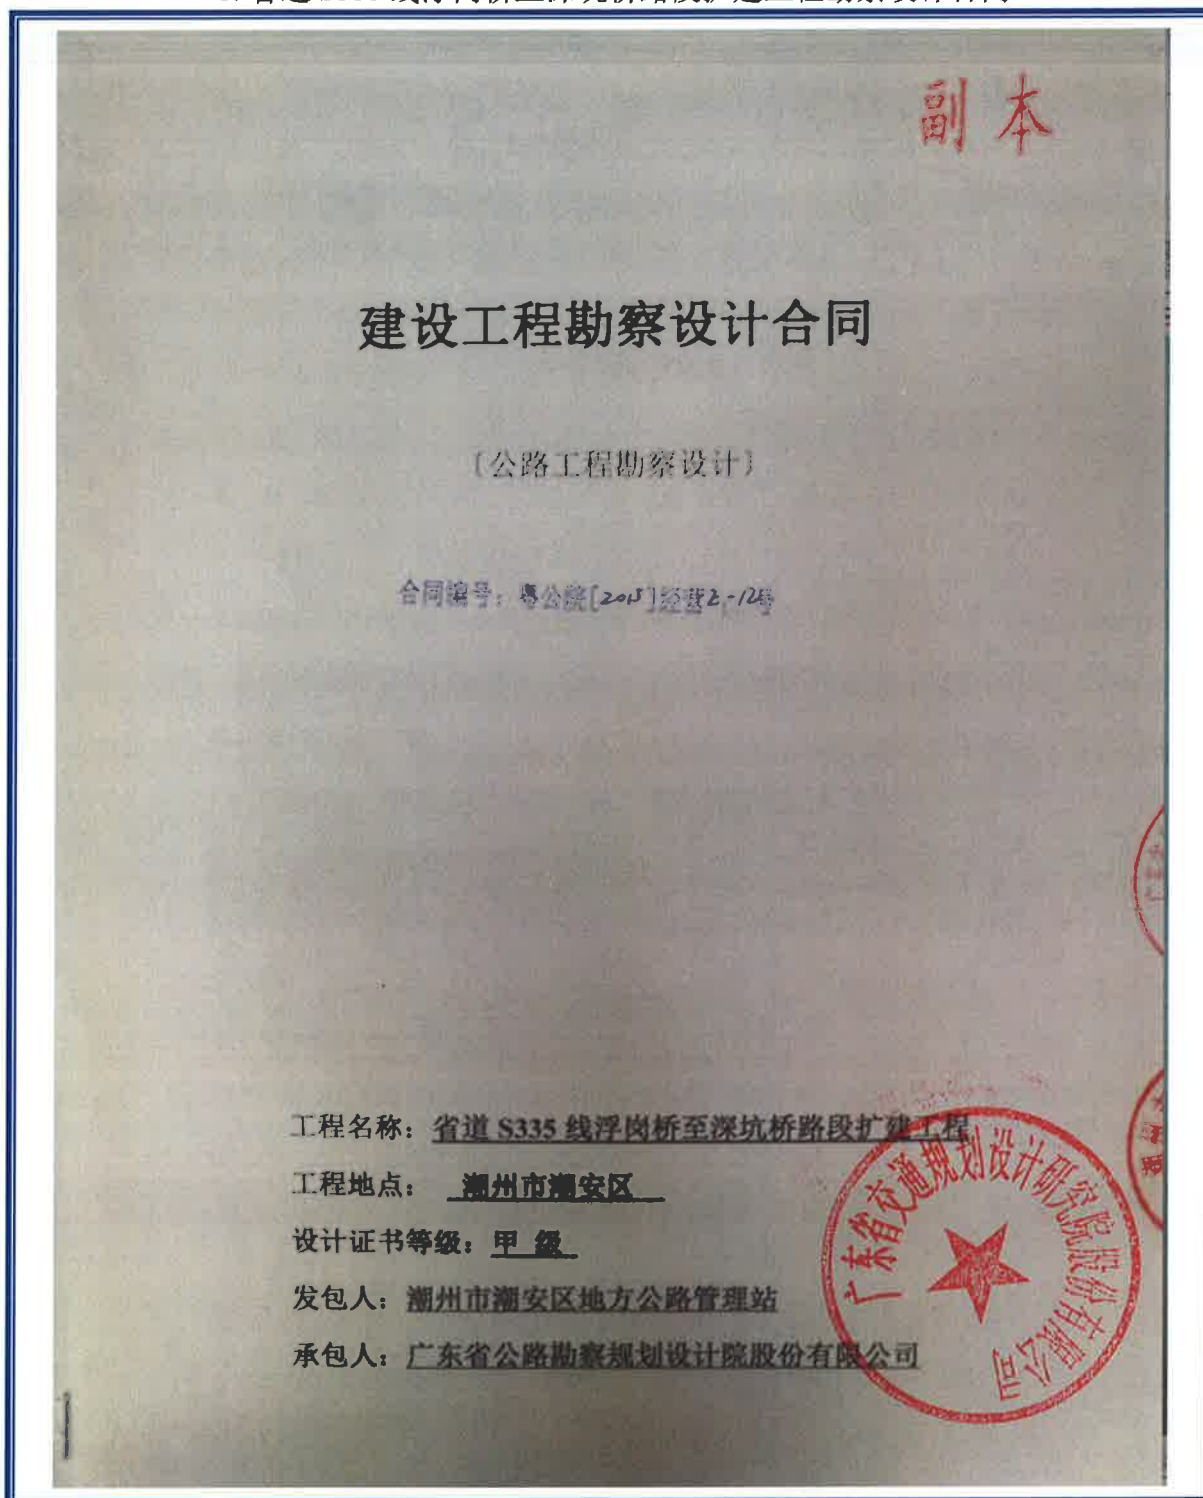 副本
建设工程勘察设计合同
〔公路工程勘察设计〕
合同编号：粤公院[2015]经营2-12号
工程名称：省道 S335 线浮岗桥至深坑桥路段扩建工程
工程地点：潮州市潮安区
设计证书等级：甲 级
发包人：潮州市潮安区地方公路管理站
承包人：广东省公路勘察规划设计院股份有限公司
广东省交通规划设计研究院股份有限公司